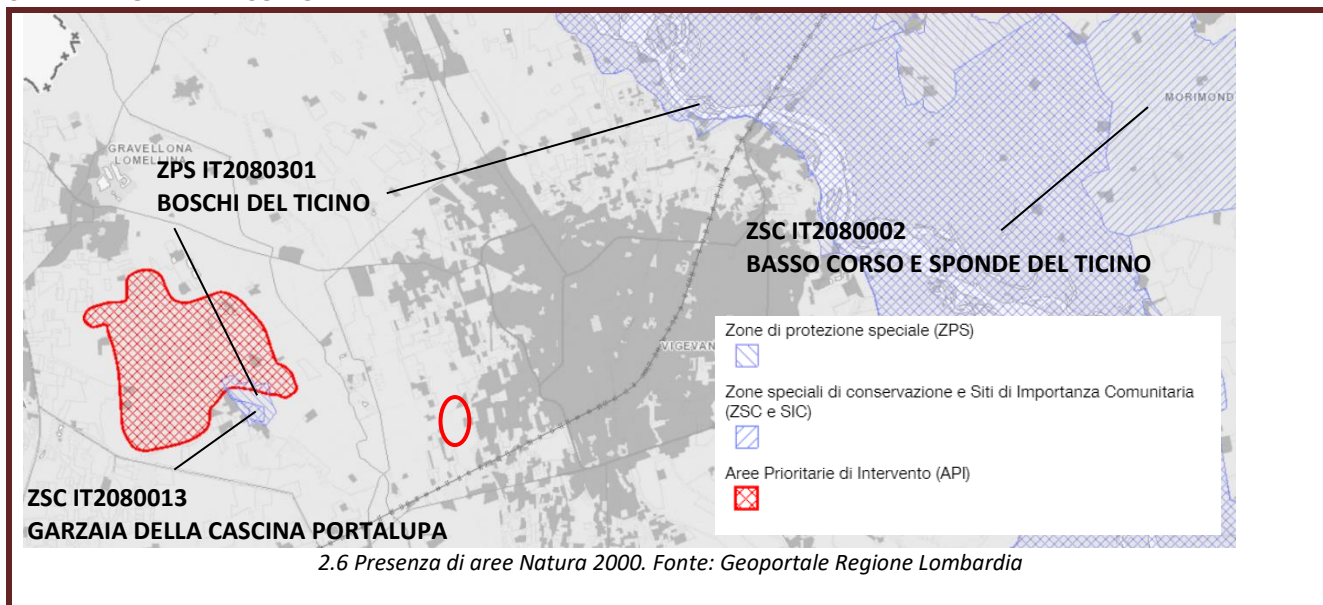 GRAVELLONA
LOMELLINA
MORIMOND
ZPS IT2080301
BOSCHI DEL TICINO
ZSC IT2080002
BASSO CORSO E SPONDE DEL TICINO
VIGEVAN
Zone di protezione speciale (ZPS)
Zone speciali di conservazione e Siti di Importanza Comunitaria
(ZSC e SIC)
Aree Prioritarie di Intervento (API)
ZSC IT2080013
GARZAIA DELLA CASCINA PORTALUPA
2.6 Presenza di aree Natura 2000. Fonte: Geoportale Regione Lombardia